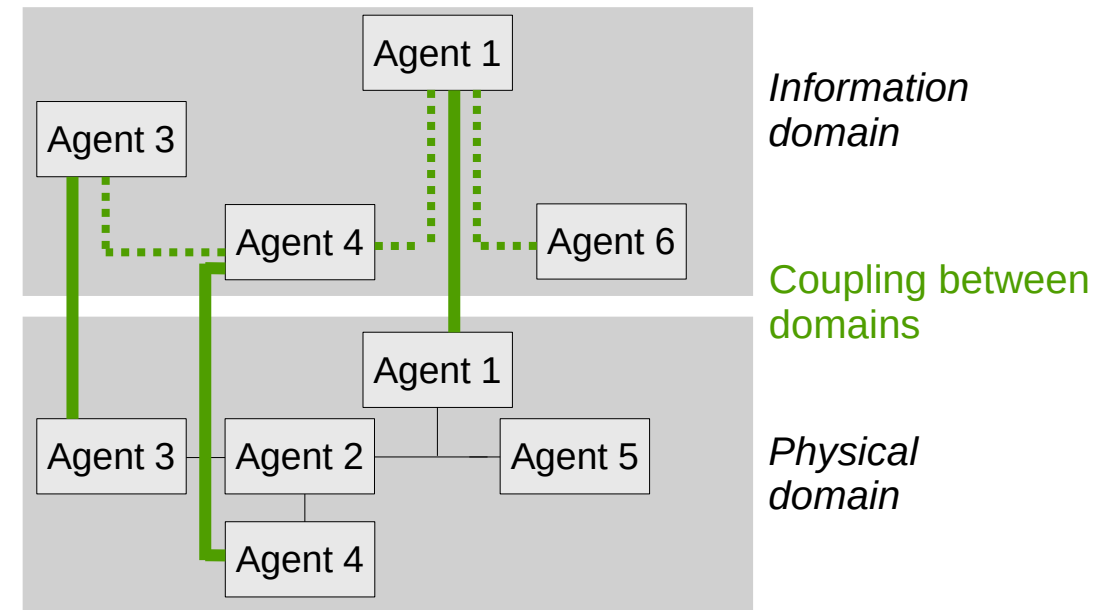 Agent 1
Information
domain
Agent 3
Agent 4
Agent 6
Coupling between
domains
Agent 1
Agent 3
Agent 2
Agent 5
Physical
domain
Agent 4